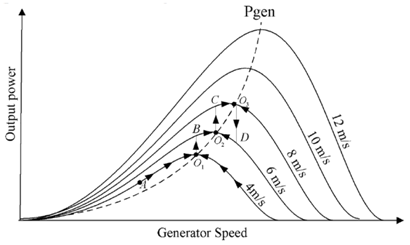 Pgen
Output power
C
O₃
B
O₂
D
A
O₁
4m/s
6 m/s
8 m/s
10 m/s
12 m/s
Generator Speed